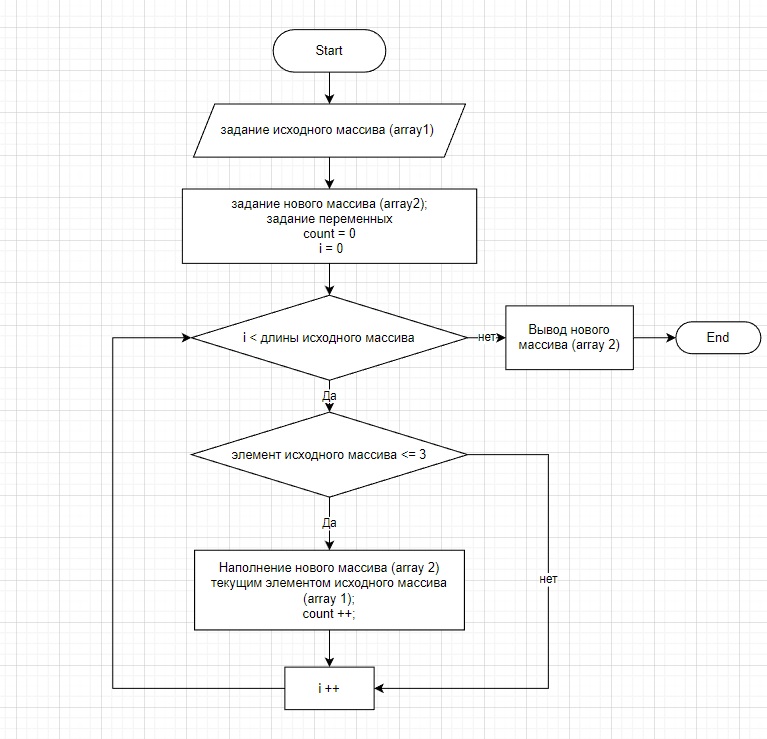 Start
задание исходного массива (array1)
задание нового массива (array2);
задание переменных
count = 0
i = 0
i < длины исходного массива
нет
Вывод нового
массива (array 2)
End
Да
элемент исходного массива <= 3
Да
Наполнение нового массива (array 2)
текущим элементом исходного массива
(array 1);
count ++;
нет
i ++